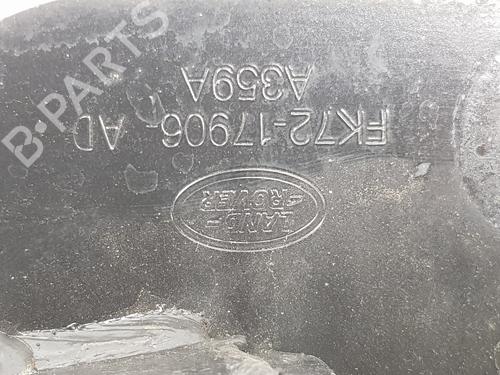 LAND-
-ROVER
FK72-17906-AD
A359A
B-PARTS